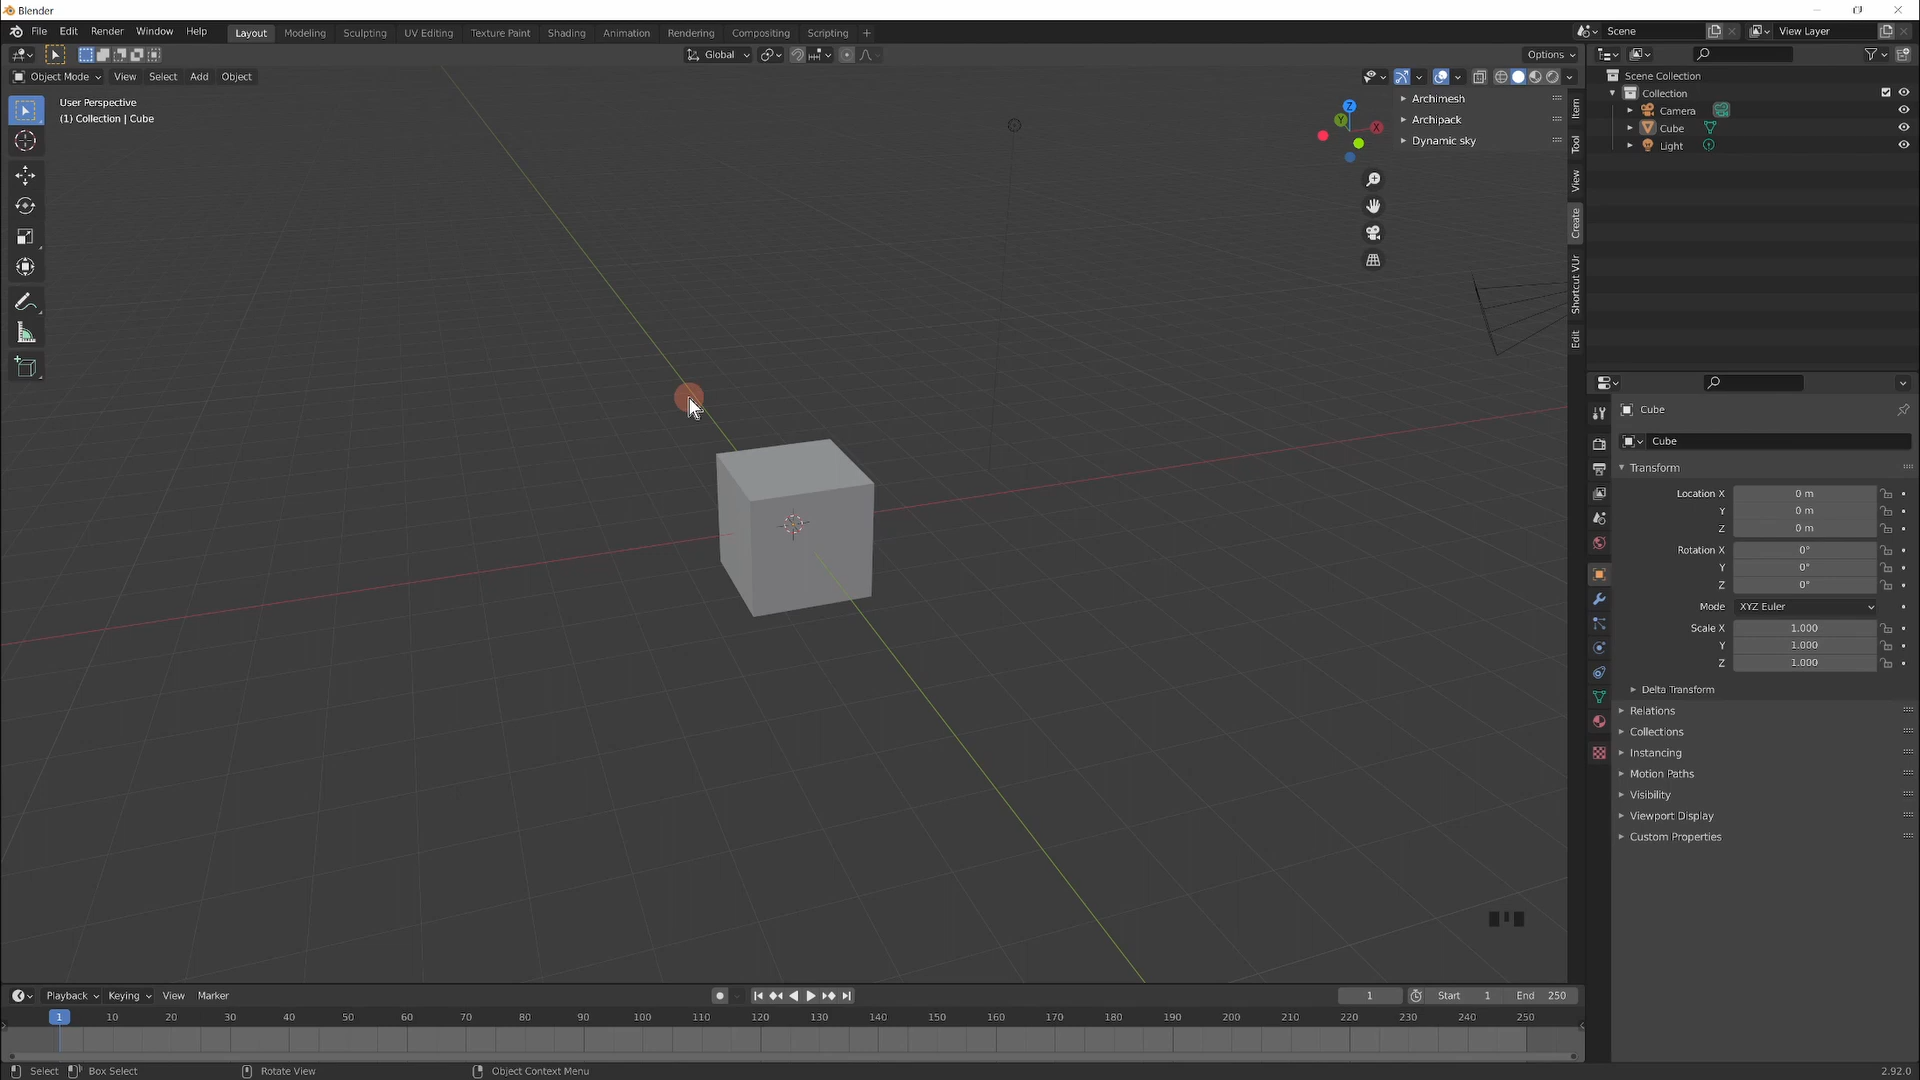 Blender
File Edit Render Window Help Layout Modeling Sculpting UV Editing Texture Paint Shading Animation Rendering Compositing Scripting + Scene View Layer
Global Options
Object Mode View Select Add Object
User Perspective
(1) Collection | Cube
Z
Y
X
Archimesh
Archipack
Dynamic sky
Item
Tool
View
Create
Shortcut VUr
Edit
Scene Collection
Collection
Camera
Cube
Light
Cube
Cube
Transform
Location X 0 m
Y 0 m
Z 0 m
Rotation X 0°
Y 0°
Z 0°
Mode XYZ Euler
Scale X 1.000
Y 1.000
Z 1.000
Delta Transform
Relations
Collections
Instancing
Motion Paths
Visibility
Viewport Display
Custom Properties
Playback Keying View Marker 1 Start 1 End 250
1 10 20 30 40 50 60 70 80 90 100 110 120 130 140 150 160 170 180 190 200 210 220 230 240 250
Select Box Select Rotate View Object Context Menu 2.92.0